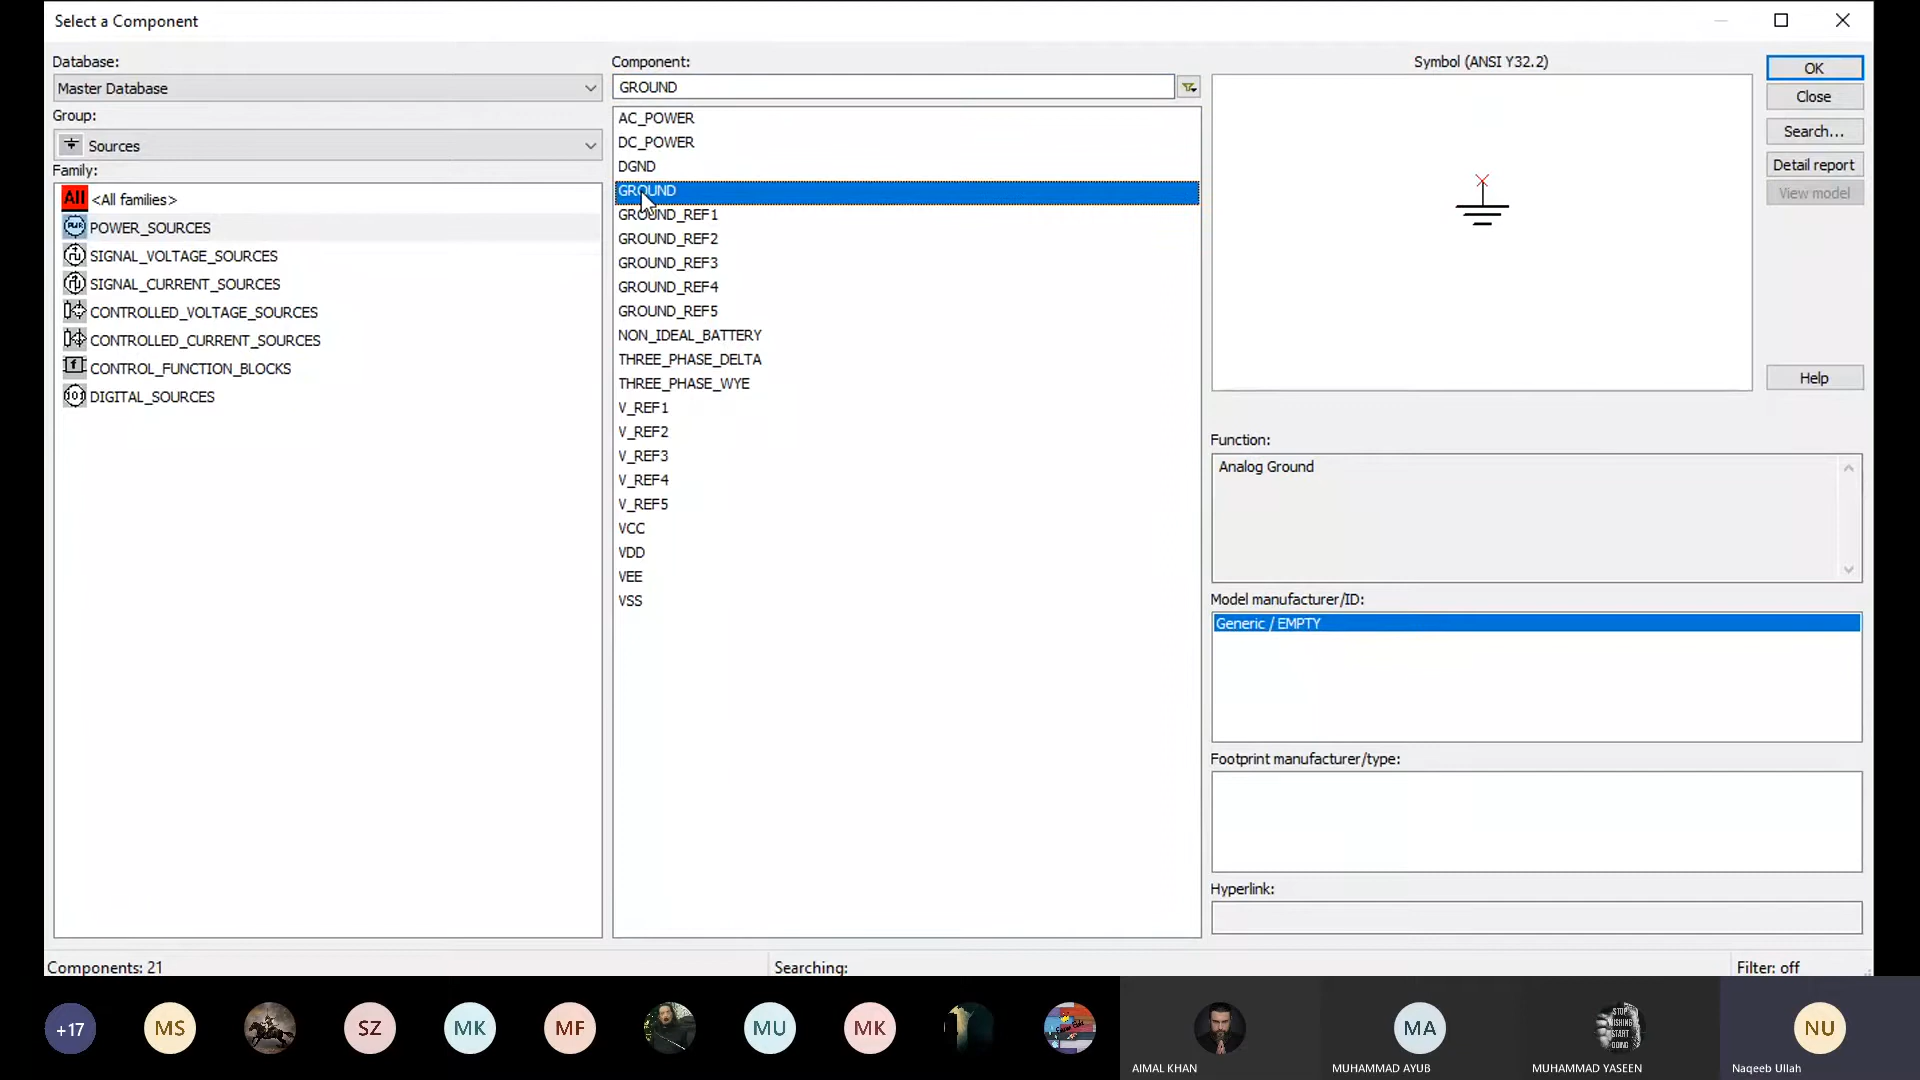 Select a Component
Database:
Master Database
Group:
Sources
Family:
All <All families>
POWER_SOURCES
SIGNAL_VOLTAGE_SOURCES
SIGNAL_CURRENT_SOURCES
CONTROLLED_VOLTAGE_SOURCES
CONTROLLED_CURRENT_SOURCES
CONTROL_FUNCTION_BLOCKS
DIGITAL_SOURCES
Component:
GROUND
AC_POWER
DC_POWER
DGND
GROUND
GROUND_REF1
GROUND_REF2
GROUND_REF3
GROUND_REF4
GROUND_REF5
NON_IDEAL_BATTERY
THREE_PHASE_DELTA
THREE_PHASE_WYE
V_REF1
V_REF2
V_REF3
V_REF4
V_REF5
VCC
VDD
VEE
VSS
Symbol (ANSI Y32.2)
OK
Close
Search...
Detail report
View model
Help
Function:
Analog Ground
Model manufacturer/ID:
Generic / EMPTY
Footprint manufacturer/type:
Hyperlink:
Components: 21
Searching:
Filter: off
+17
MS
SZ
MK
MF
MU
MK
AIMAL KHAN
MA
MUHAMMAD AYUB
STOP
WISHING
START
DOING
MUHAMMAD YASEEN
NU
Naqeeb Ullah